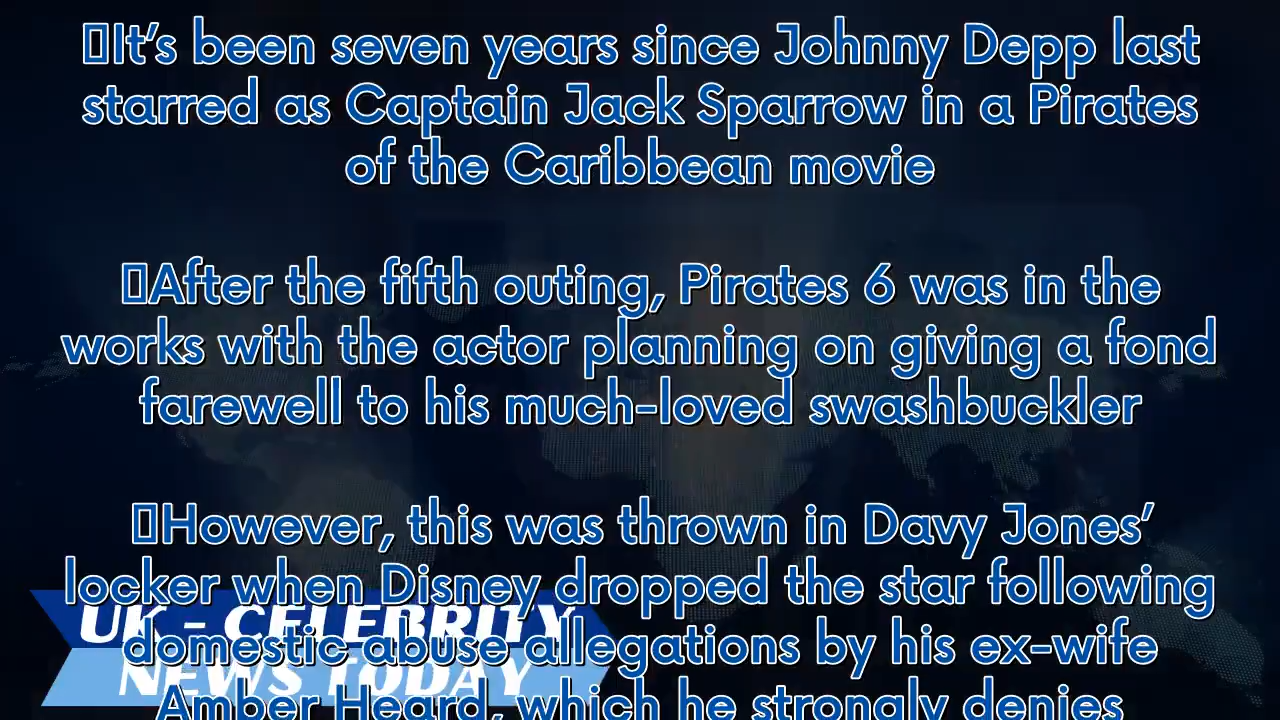 It's been seven years since Johnny Depp last
starred as Captain Jack Sparrow in a Pirates
of the Caribbean movie
After the fifth outing, Pirates 6 was in the
works with the actor planning on giving a fond
farewell to his much-loved swashbuckler
However, this was thrown in Davy Jones'
locker when Disney dropped the star following
UK - CELEBRITY
domestic abuse allegations by his ex-wife
NEWS TODAY
Amber Heard, which he strongly denies